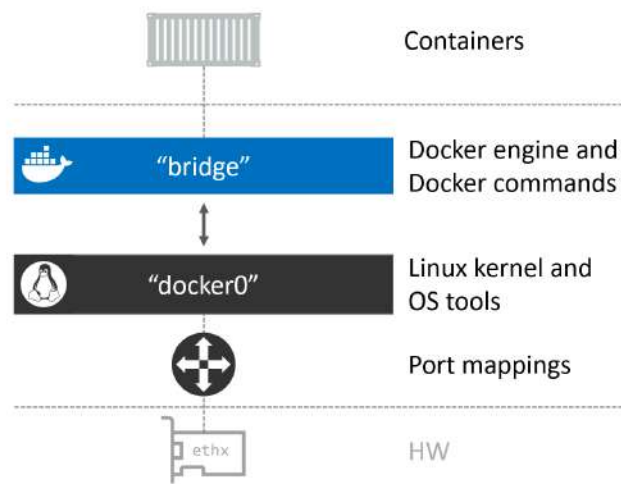 Containers
“bridge”
Docker engine and
Docker commands
“docker0”
Linux kernel and
OS tools
Port mappings
ethx
HW